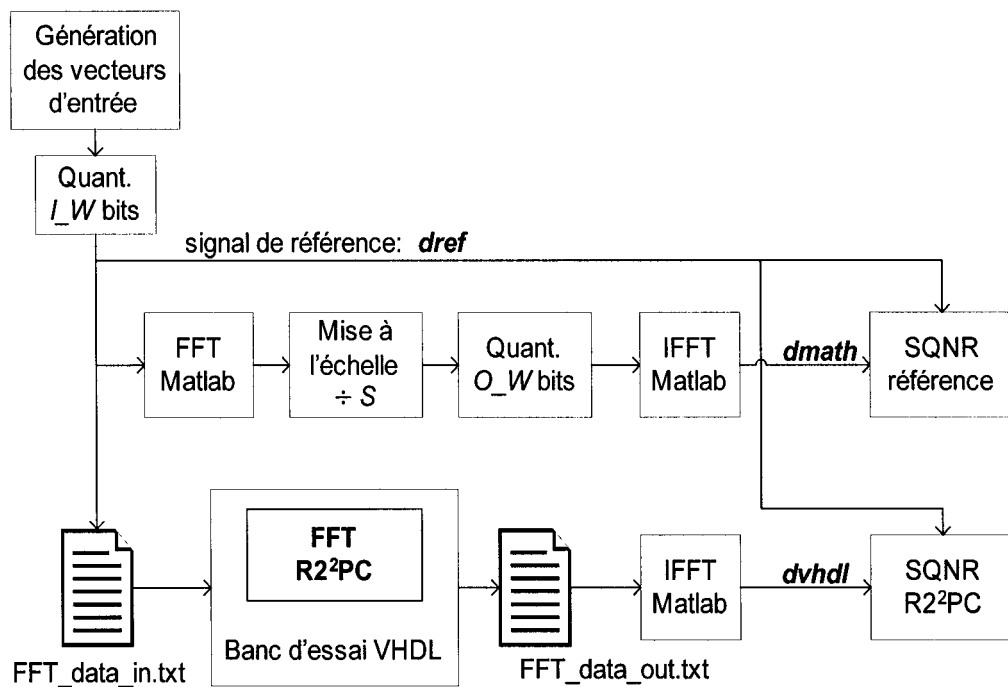 Génération
des vecteurs
d'entrée
Quant.
I_W bits
signal de référence: dref
FFT
Matlab
Mise à
l'échelle
÷ S
Quant.
O_W bits
IFFT
Matlab
dmath
SQNR
référence
FFT
R2²PC
Banc d'essai VHDL
IFFT
Matlab
dvhdl
SQNR
R2²PC
FFT_data_in.txt
FFT_data_out.txt